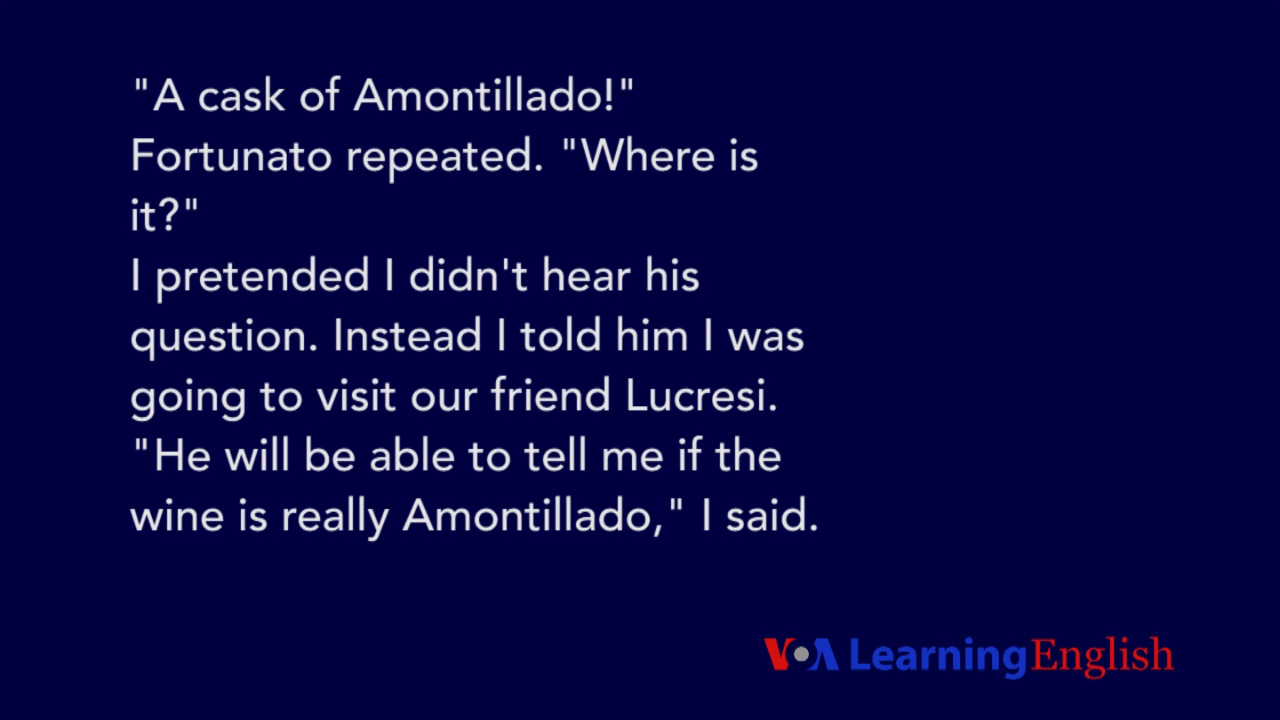 "A cask of Amontillado!"
Fortunato repeated. "Where is
it?"
I pretended I didn't hear his
question. Instead I told him I was
going to visit our friend Lucresi.
"He will be able to tell me if the
wine is really Amontillado," I said.
VOA Learning English